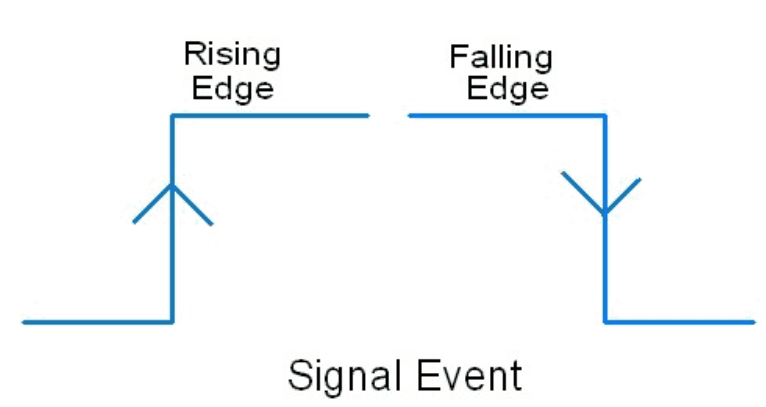 Rising
Edge
Falling
Edge
Signal Event